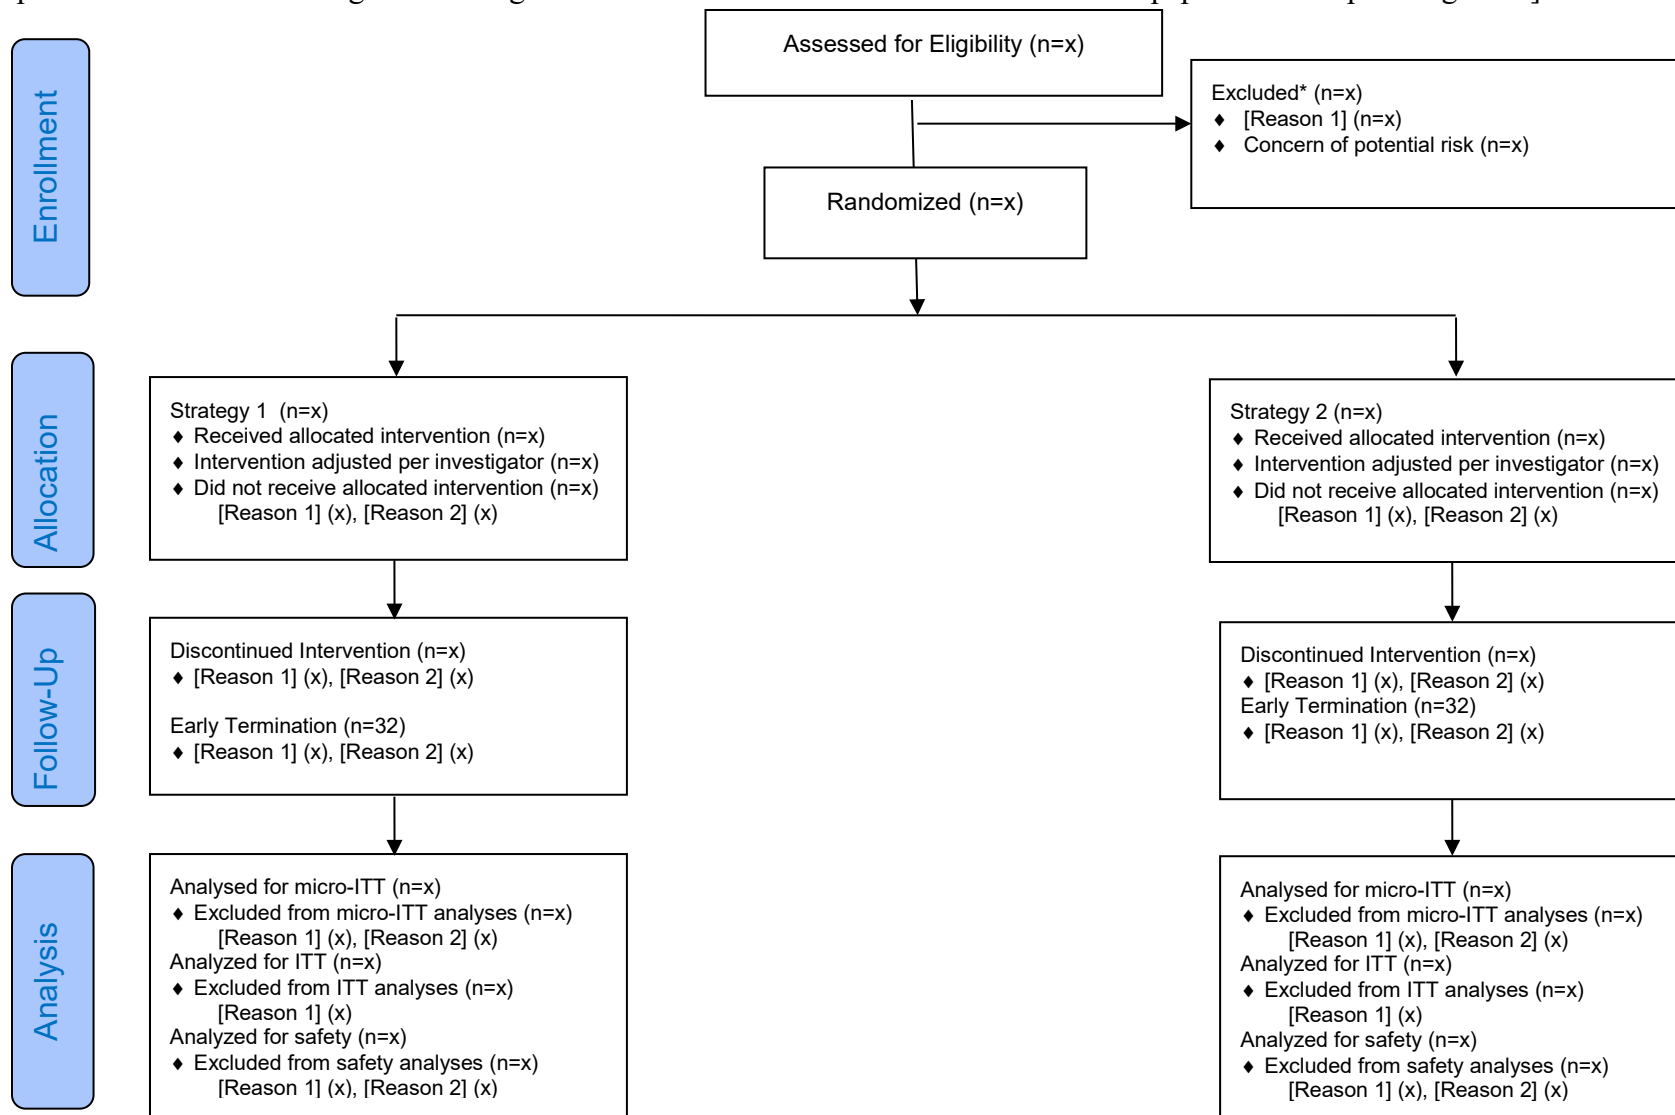 Assessed for Eligibility (n=x)
Enrollment
Excluded* (n=x)
♦ [Reason 1] (n=x)
♦ Concern of potential risk (n=x)
Randomized (n=x)
Allocation
Strategy 1 (n=x)
♦ Received allocated intervention (n=x)
♦ Intervention adjusted per investigator (n=x)
♦ Did not receive allocated intervention (n=x)
[Reason 1] (x), [Reason 2] (x)
Strategy 2 (n=x)
♦ Received allocated intervention (n=x)
♦ Intervention adjusted per investigator (n=x)
♦ Did not receive allocated intervention (n=x)
[Reason 1] (x), [Reason 2] (x)
Follow-Up
Discontinued Intervention (n=x)
♦ [Reason 1] (x), [Reason 2] (x)
Early Termination (n=32)
♦ [Reason 1] (x), [Reason 2] (x)
Discontinued Intervention (n=x)
♦ [Reason 1] (x), [Reason 2] (x)
Early Termination (n=32)
♦ [Reason 1] (x), [Reason 2] (x)
Analysis
Analysed for micro-ITT (n=x)
♦ Excluded from micro-ITT analyses (n=x)
[Reason 1] (x), [Reason 2] (x)
Analyzed for ITT (n=x)
♦ Excluded from ITT analyses (n=x)
[Reason 1] (x)
Analyzed for safety (n=x)
♦ Excluded from safety analyses (n=x)
[Reason 1] (x), [Reason 2] (x)
Analysed for micro-ITT (n=x)
♦ Excluded from micro-ITT analyses (n=x)
[Reason 1] (x), [Reason 2] (x)
Analyzed for ITT (n=x)
♦ Excluded from ITT analyses (n=x)
[Reason 1] (x)
Analyzed for safety (n=x)
♦ Excluded from safety analyses (n=x)
[Reason 1] (x), [Reason 2] (x)